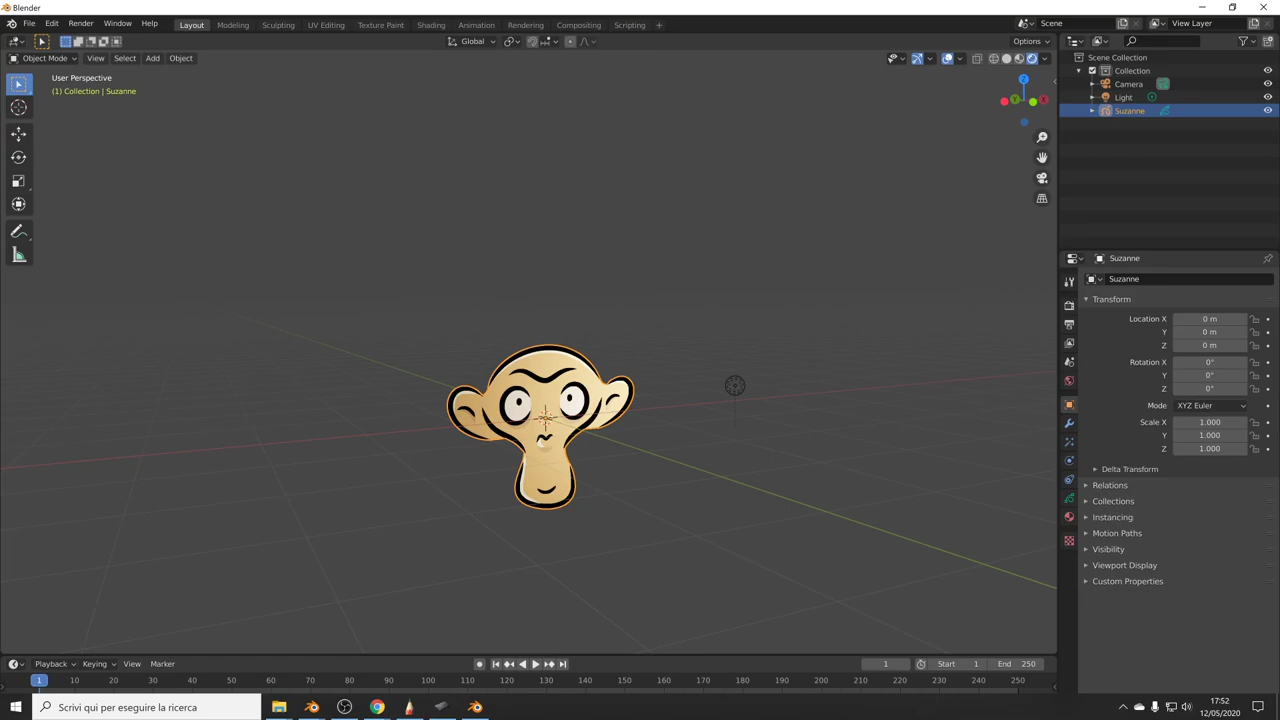 Blender
File Edit Render Window Help Layout Modeling Sculpting UV Editing Texture Paint Shading Animation Rendering Compositing Scripting + Scene View Layer
Global Options
Object Mode View Select Add Object
User Perspective
(1) Collection | Suzanne
Z
Y X
Scene Collection
Collection
Camera
Light
Suzanne
Suzanne
Suzanne
Transform
Location X 0 m
Y 0 m
Z 0 m
Rotation X 0°
Y 0°
Z 0°
Mode XYZ Euler
Scale X 1.000
Y 1.000
Z 1.000
Delta Transform
Relations
Collections
Instancing
Motion Paths
Visibility
Viewport Display
Custom Properties
Playback Keying View Marker 1 Start 1 End 250
1 10 20 30 40 50 60 70 80 90 100 110 120 130 140 150 160 170 180 190 200 210 220 230 240 250
Scrivi qui per eseguire la ricerca
17:52
12/05/2020